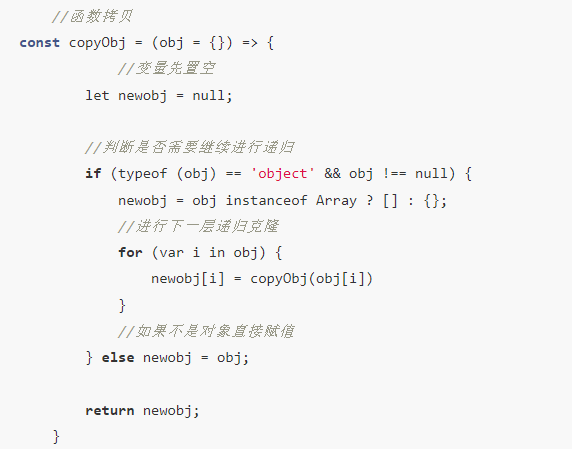 //函数拷贝
const copyObj = (obj = {}) => {
//变量先置空
let newobj = null;
//判断是否需要继续进行递归
if (typeof (obj) == 'object' && obj !== null) {
newobj = obj instanceof Array ? [] : {};
//进行下一层递归克隆
for (var i in obj) {
newobj[i] = copyObj(obj[i])
}
//如果不是对象直接赋值
} else newobj = obj;
return newobj;
}